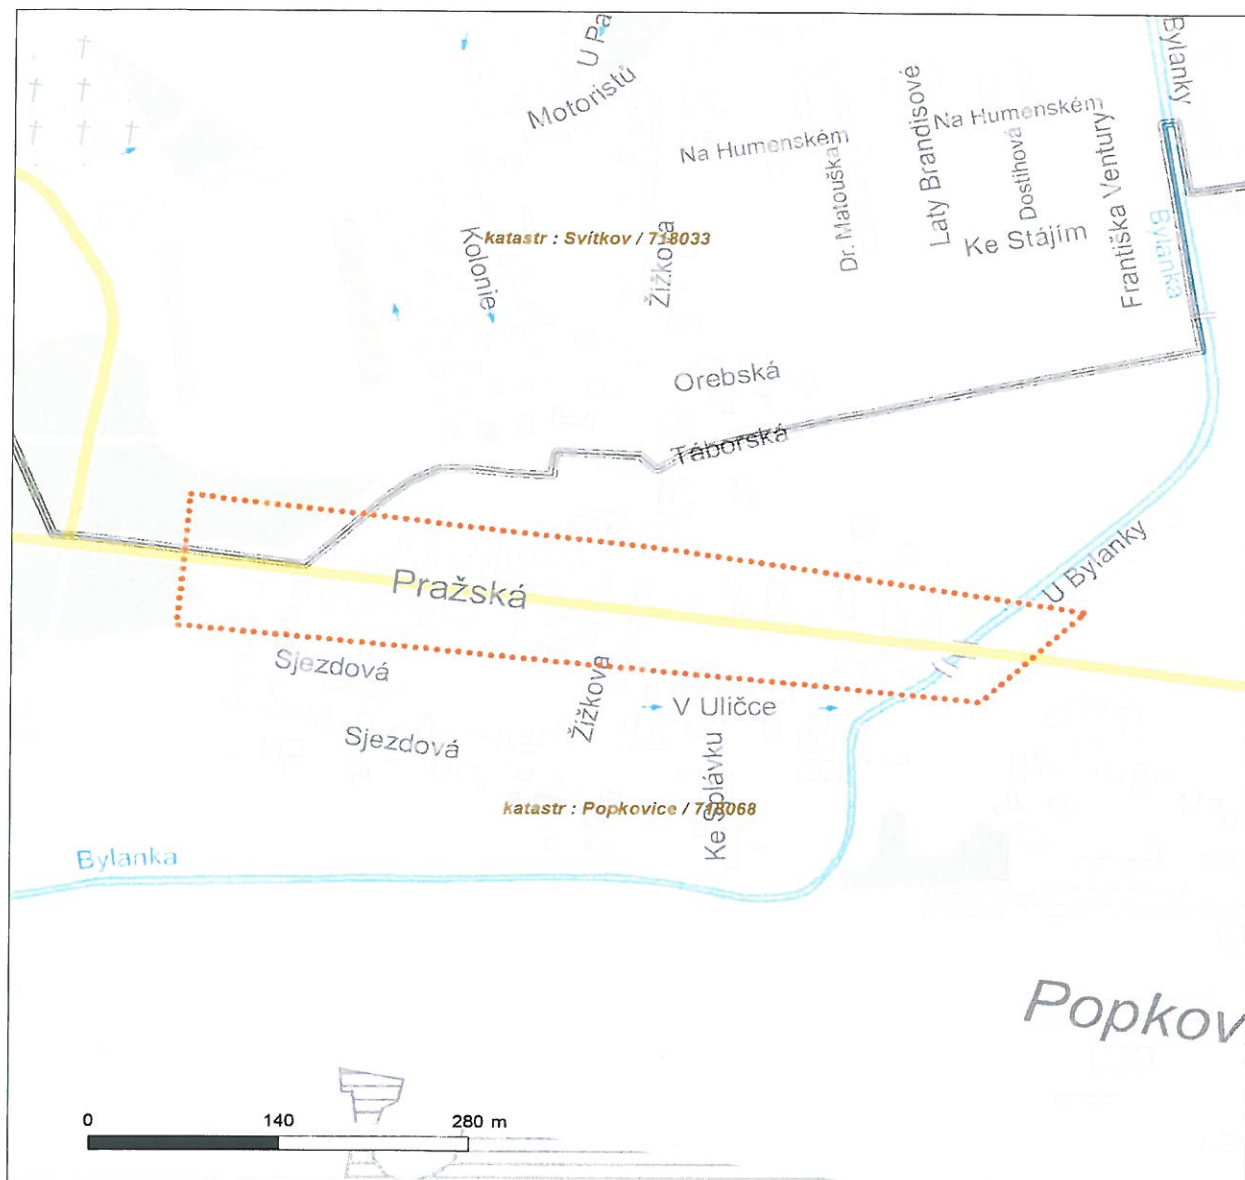 U Pa
Motoristů
Bylanky
Laty Brandisové
Na Humenském
Na Humenském
Dr. Matouška
Dostihová
Františka Ventury
Ke Stájím
Bylanka
Kolonie
katastr : Svítkov / 718033
Žižkova
Orebská
Táborská
Pražská
U Bylanky
Sjezdová
Žižkova
V Uličce
Sjezdová
Ke Splávku
katastr : Popkovice / 718068
Bylanka
Popkov
0 140 280 m